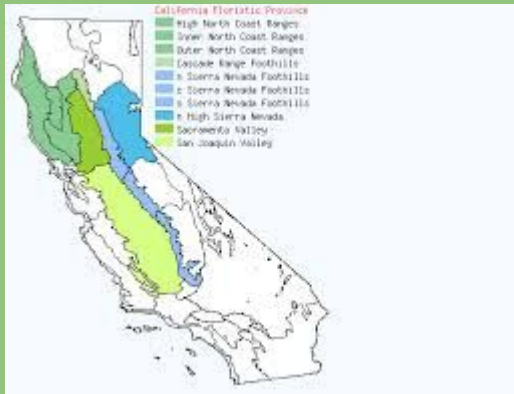 California Floristic Province
High North Coast Ranges
Inner North Coast Ranges
Outer North Coast Ranges
Cascade Range Foothills
n Sierra Nevada Foothills
c Sierra Nevada Foothills
s Sierra Nevada Foothills
n High Sierra Nevada
Sacramento Valley
San Joaquin Valley